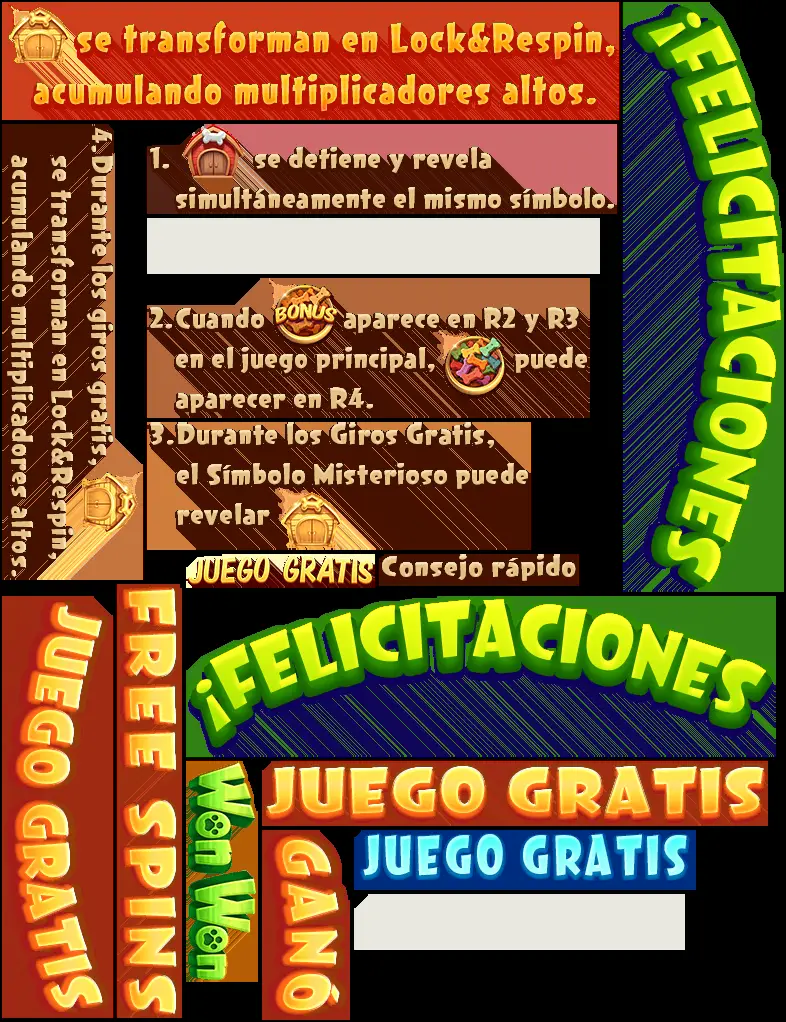 se transforman en Lock&Respin,
acumulando multiplicadores altos.
¡FELICITACIONES
4. Durante los giros gratis,
se transforman en Lock&Respin,
acumulando multiplicadores altos.
1. se detiene y revela
simultáneamente el mismo símbolo.
2. Cuando BONUS aparece en R2 y R3
en el juego principal, puede
aparecer en R4.
3. Durante los Giros Gratis,
el Símbolo Misterioso puede
revelar
JUEGO GRATIS
Consejo rápido
JUEGO GRATIS
FREE SPINS
¡FELICITACIONES
Won Won
JUEGO GRATIS
GANÓ
JUEGO GRATIS